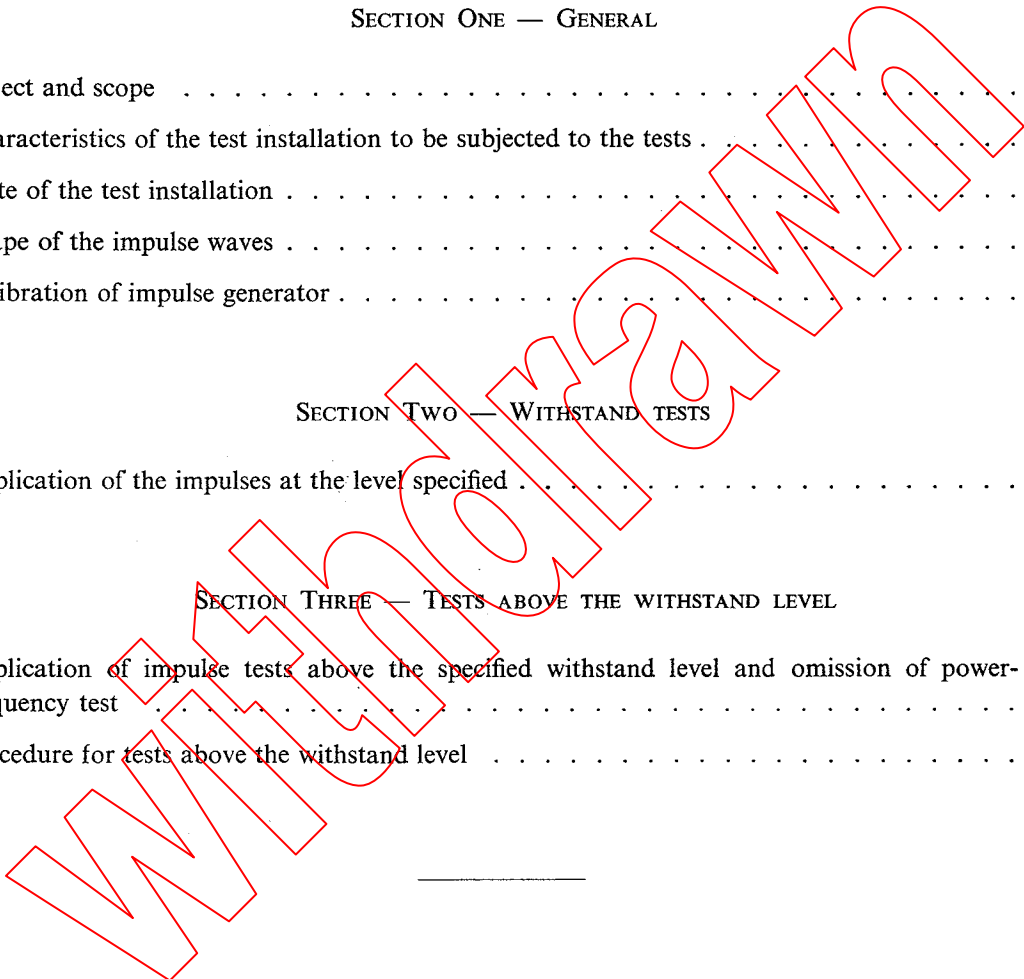 SECTION ONE — GENERAL
ect and scope . . . . . . . . . . . . . . . . . . . . . . . . . . . . . . . . .
aracteristics of the test installation to be subjected to the tests . . . . . . . . . . . . .
te of the test installation . . . . . . . . . . . . . . . . . . . . . . . . . . . . .
ape of the impulse waves . . . . . . . . . . . . . . . . . . . . . . . . . . . . .
ibration of impulse generator . . . . . . . . . . . . . . . . . . . . . . . . . . .
SECTION TWO — WITHSTAND TESTS
plication of the impulses at the level specified . . . . . . . . . . . . . . . . . . . .
SECTION THREE — TESTS ABOVE THE WITHSTAND LEVEL
plication of impulse tests above the specified withstand level and omission of power-
quency test . . . . . . . . . . . . . . . . . . . . . . . . . . . . . . . . . .
cedure for tests above the withstand level . . . . . . . . . . . . . . . . . . . . .
withdrawn